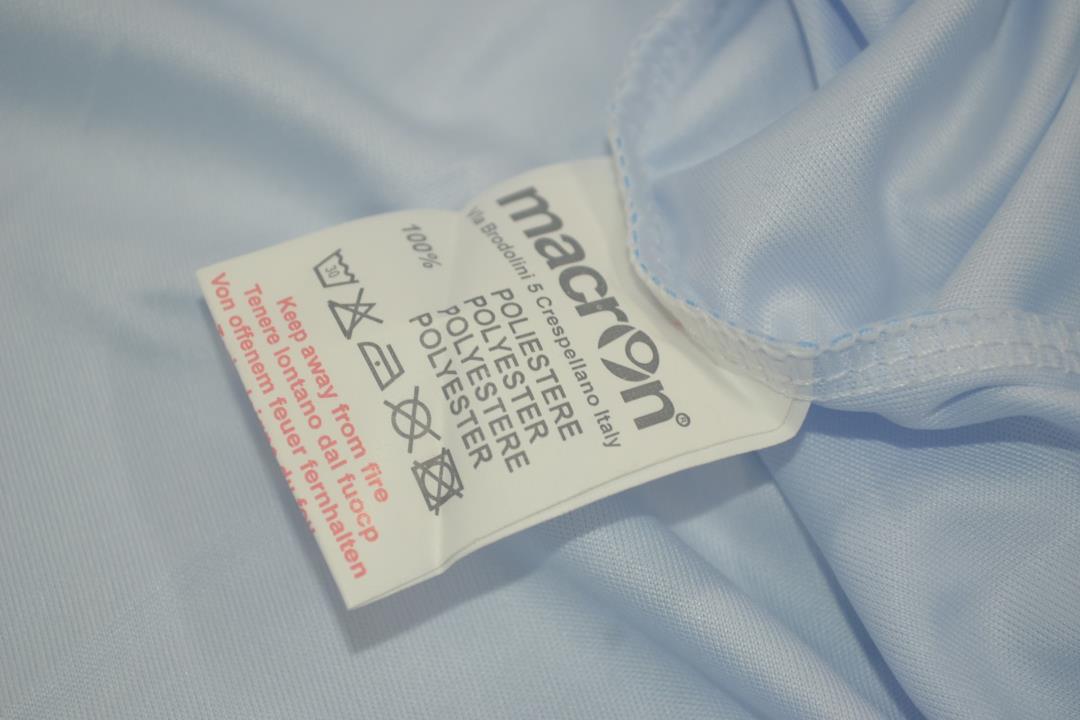 macron®
Via Brodolini 5 Crespellano Italy
100%
POLIESTERE
POLYESTER
POLYESTERE
POLYESTER
30
Keep away from fire
Tenere lontano dal fuocp
Von offenem feuer fernhalten